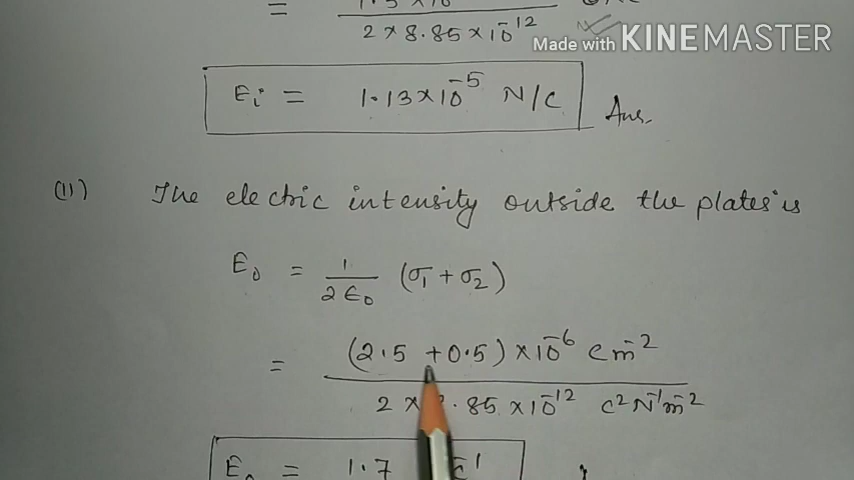 =
2 × 8.85 × 10⁻¹²
Made with KINEMASTER
Ei = 1.13×10⁻⁵ N/C Ans.
(11) The electric intensity outside the plates is
E₀ = 1/2ϵ₀ (σ₁ + σ₂)
= (2.5 + 0.5) × 10⁻⁶ C m⁻²
2 × .85 × 10⁻¹² C² N⁻¹ m⁻²
= 1.7